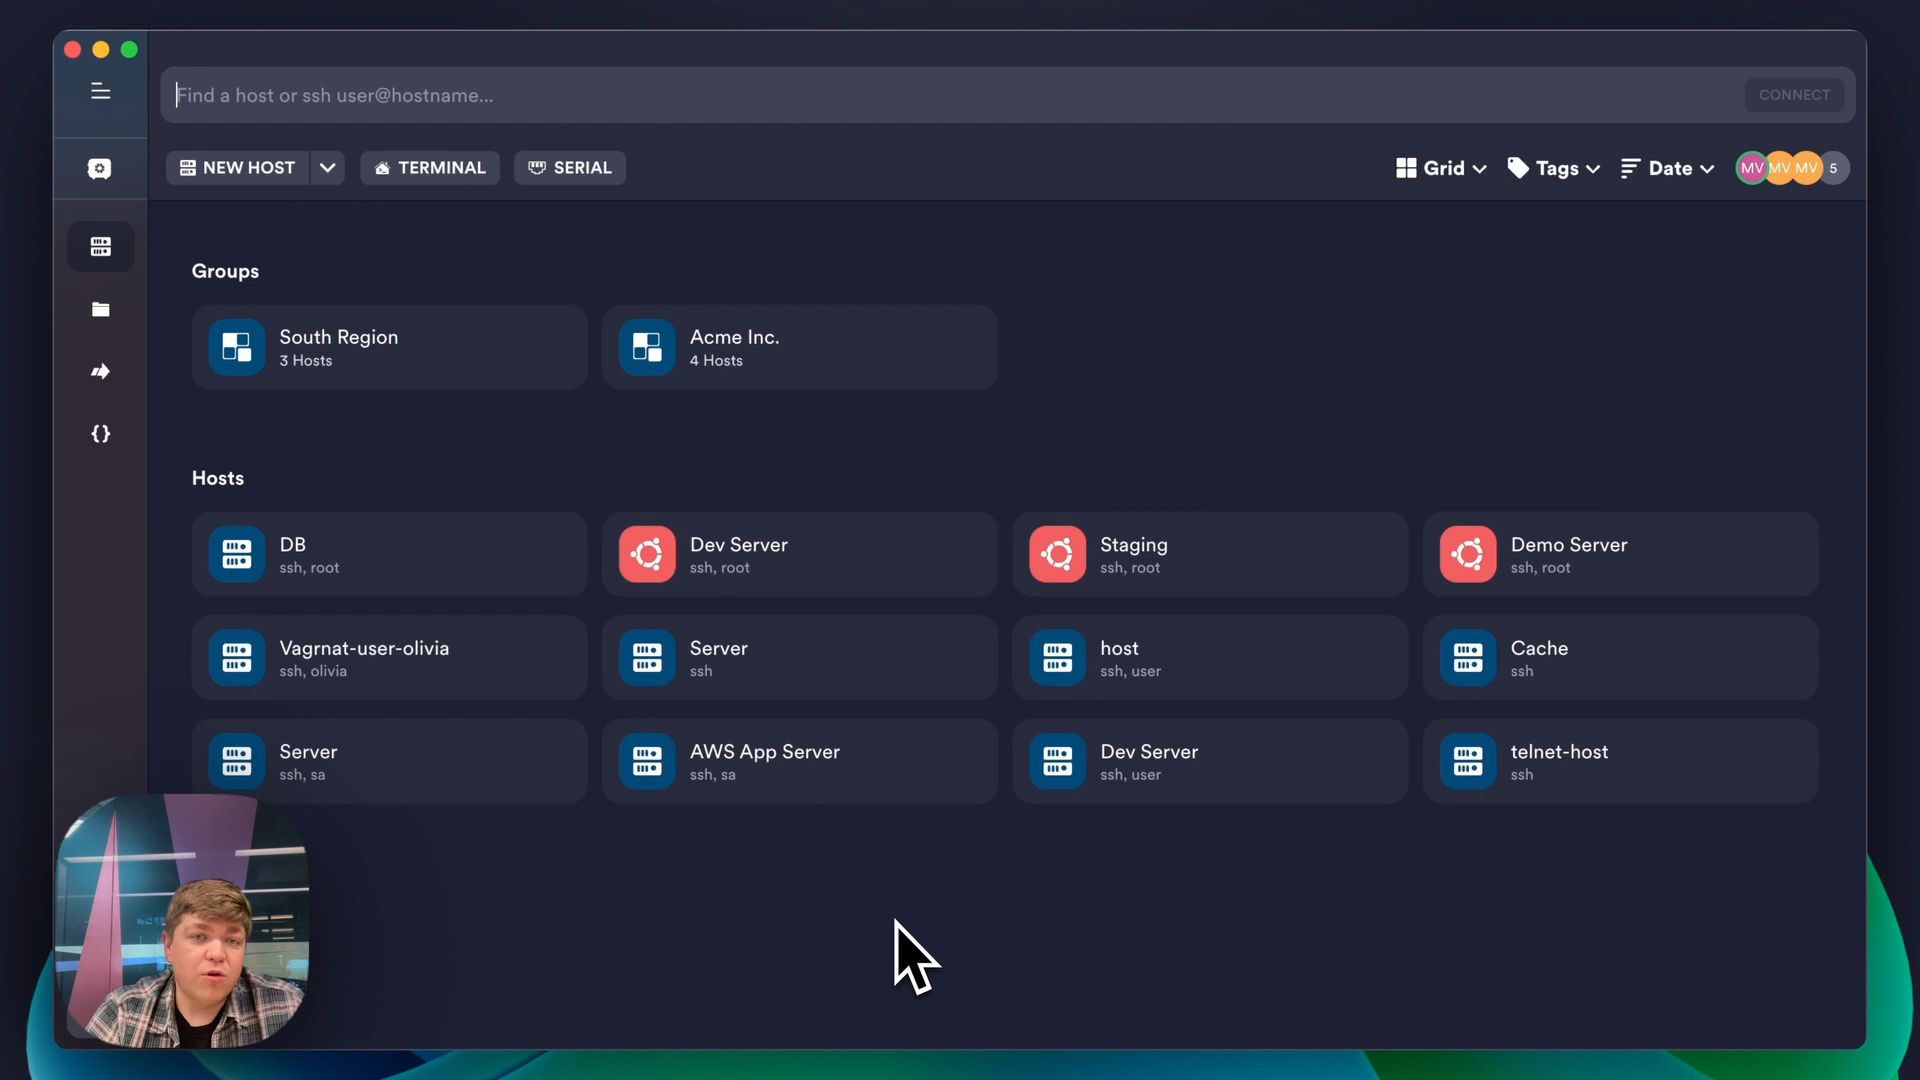 Find a host or ssh user@hostname...
CONNECT
NEW HOST
TERMINAL
SERIAL
Grid
Tags
Date
MV
MV
MV
5
Groups
South Region
3 Hosts
Acme Inc.
4 Hosts
Hosts
DB
ssh, root
Dev Server
ssh, root
Staging
ssh, root
Demo Server
ssh, root
Vagrnat-user-olivia
ssh, olivia
Server
ssh
host
ssh, user
Cache
ssh
Server
ssh, sa
AWS App Server
ssh, sa
Dev Server
ssh, user
telnet-host
ssh